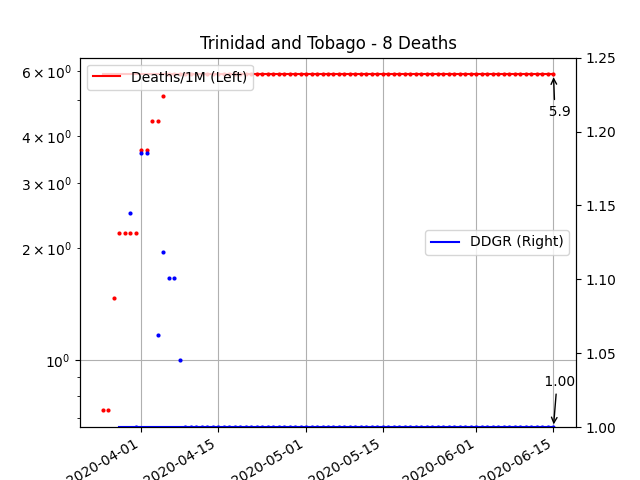 Trinidad and Tobago - 8 Deaths
Deaths/1M (Left)
DDGR (Right)
6 × 10⁰
4 × 10⁰
3 × 10⁰
2 × 10⁰
10⁰
1.25
1.20
1.15
1.10
1.05
1.00
5.9
1.00
2020-04-01
2020-04-15
2020-05-01
2020-05-15
2020-06-01
2020-06-15